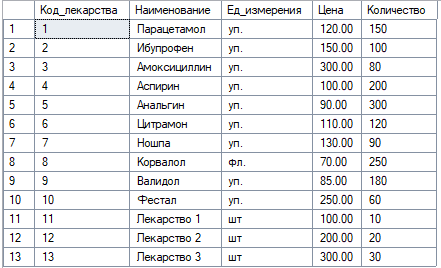 Код_лекарства Наименование Ед_измерения Цена Количество
1 1 Парацетамол уп. 120.00 150
2 2 Ибупрофен уп. 150.00 100
3 3 Амоксициллин уп. 300.00 80
4 4 Аспирин уп. 100.00 200
5 5 Анальгин уп. 90.00 300
6 6 Цитрамон уп. 110.00 120
7 7 Ношпа уп. 130.00 90
8 8 Корвалол Фл. 70.00 250
9 9 Валидол уп. 85.00 180
10 10 Фестал уп. 250.00 60
11 11 Лекарство 1 шт 100.00 10
12 12 Лекарство 2 шт 200.00 20
13 13 Лекарство 3 шт 300.00 30